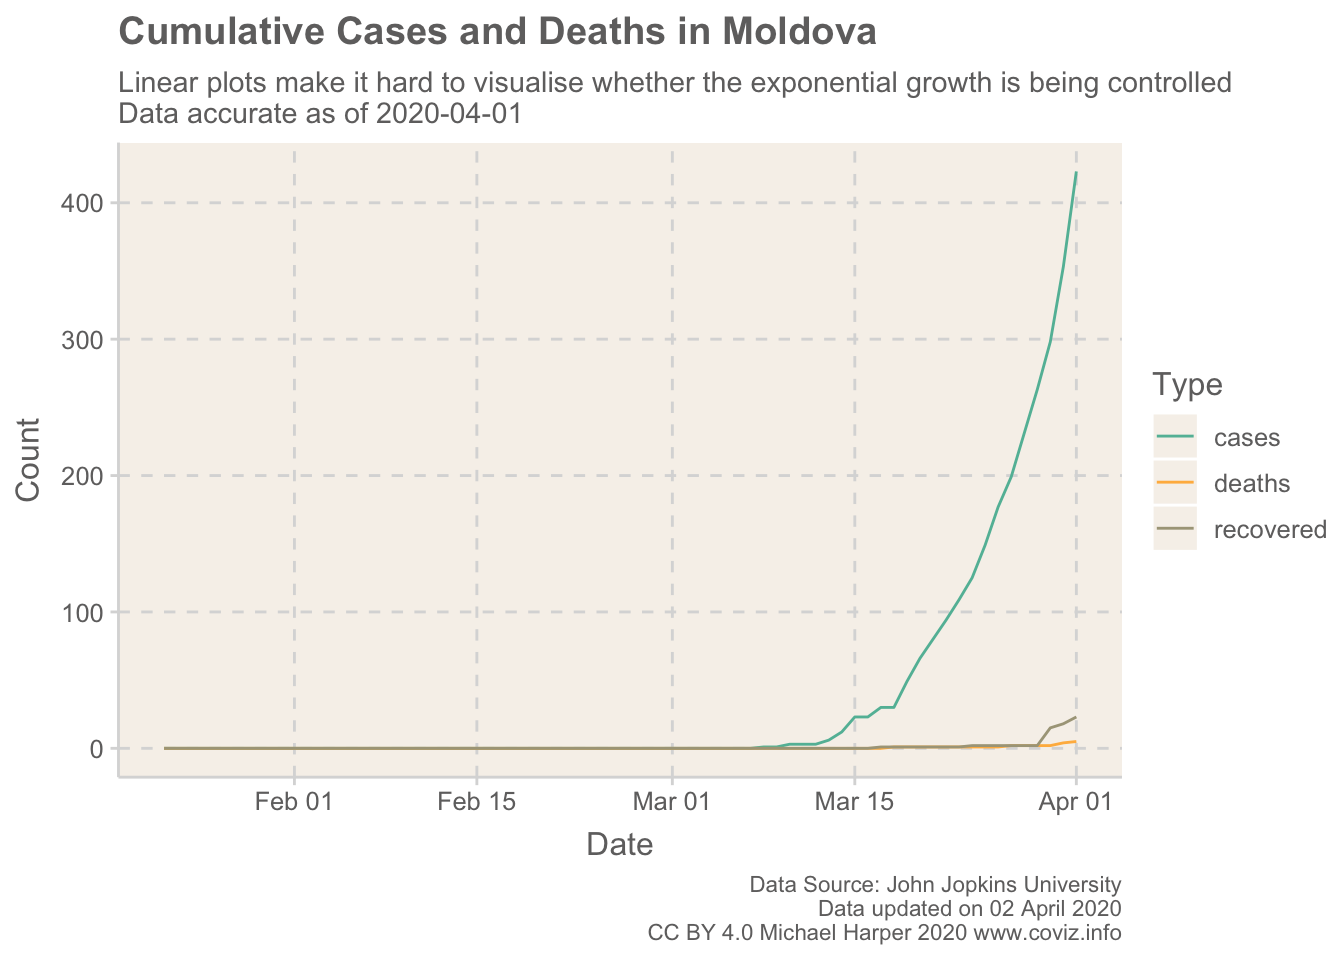 Cumulative Cases and Deaths in Moldova
Linear plots make it hard to visualise whether the exponential growth is being controlled
Data accurate as of 2020-04-01
400
300
200
100
0
Count
Feb 01
Feb 15
Mar 01
Mar 15
Apr 01
Date
Type
cases
deaths
recovered
Data Source: John Jopkins University
Data updated on 02 April 2020
CC BY 4.0 Michael Harper 2020 www.coviz.info